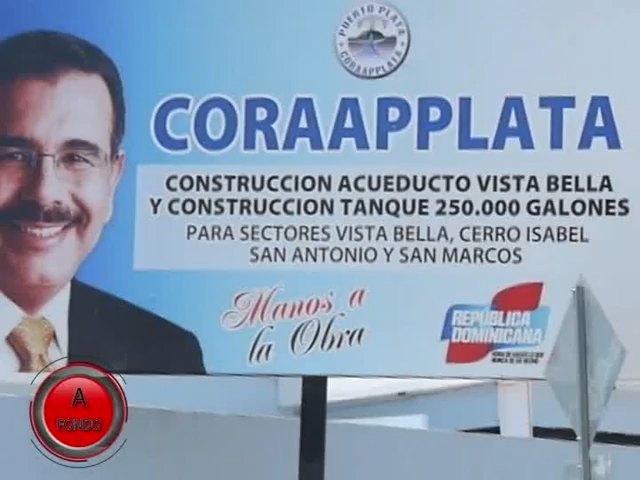 PUERTO PLATA
CORAAPPLATA
CORAAPPLATA
CONSTRUCCION ACUEDUCTO VISTA BELLA
Y CONSTRUCCION TANQUE 250.000 GALONES
PARA SECTORES VISTA BELLA, CERRO ISABEL
SAN ANTONIO Y SAN MARCOS
Manos a
la Obra
REPÚBLICA
DOMINICANA
A
FONDO